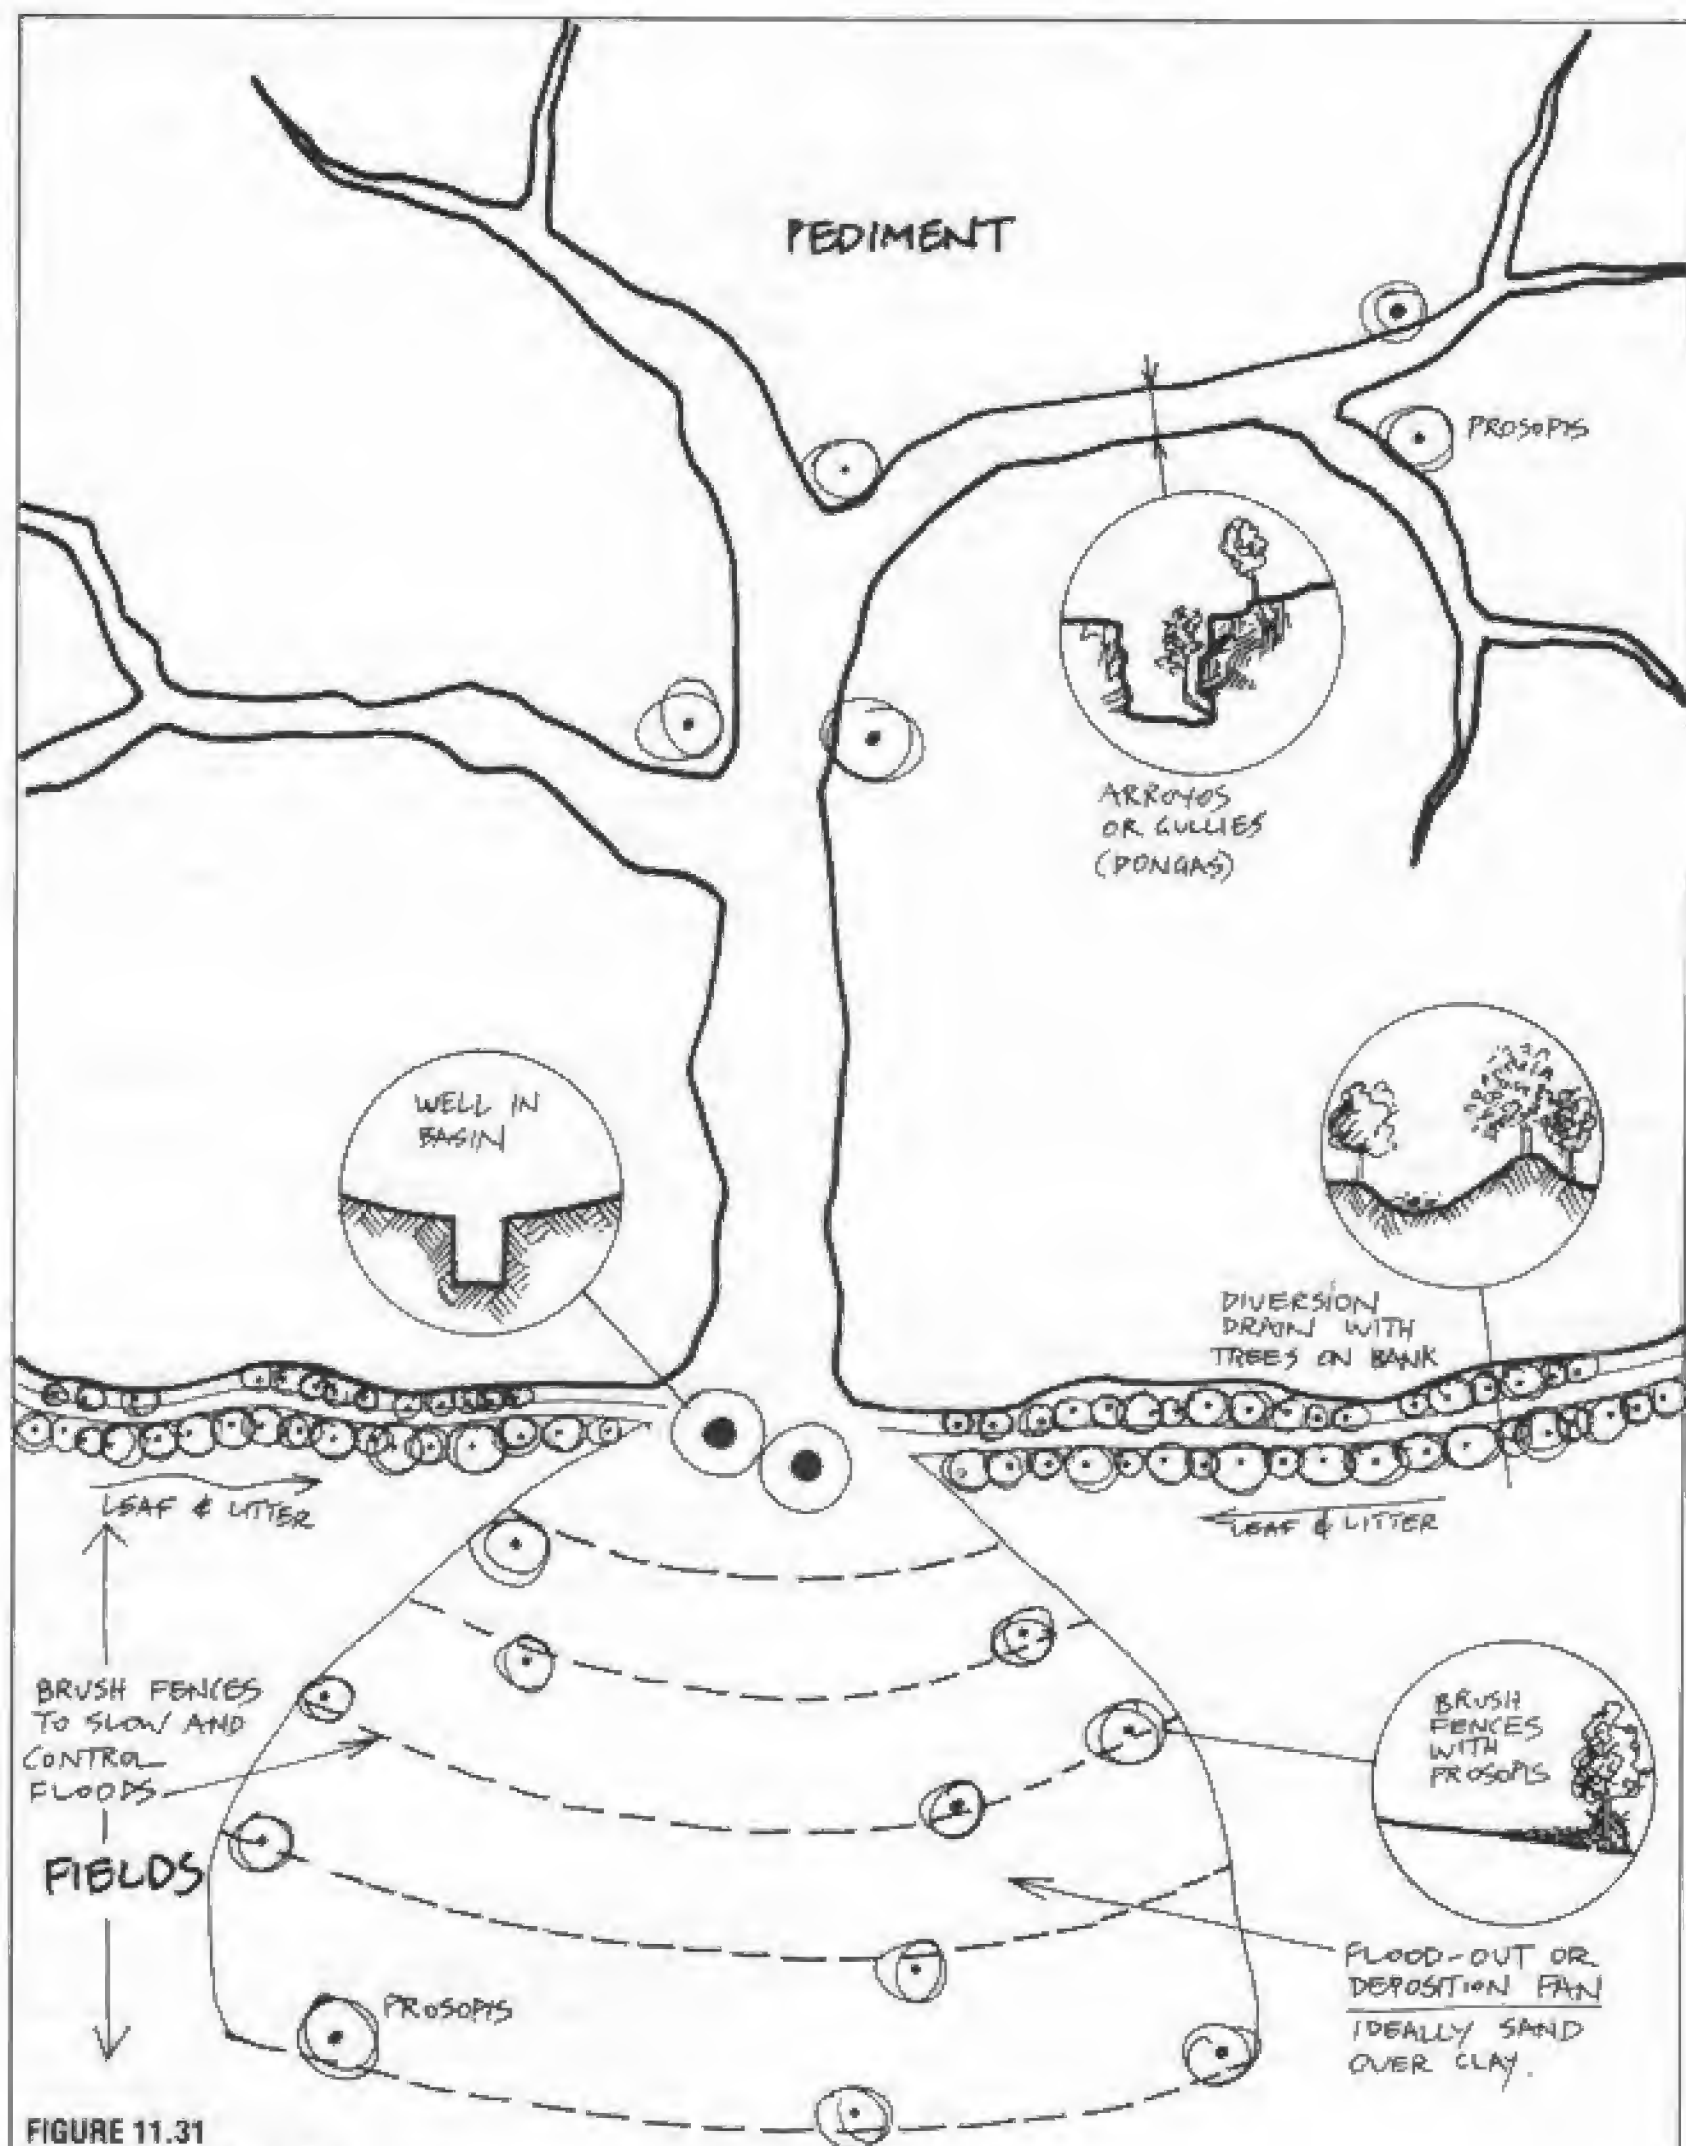 PEDIMENT
PROSOPIS
ARROYOS
OR GULLIES
(DONGAS)
WELL IN
BASIN
DIVERSION
DRAIN WITH
TREES ON BANK
LEAF & LITTER
LEAF & LITTER
BRUSH FENCES
TO SLOW AND
CONTROL
FLOODS
BRUSH
FENCES
WITH
PROSOPIS
FIELDS
FLOOD-OUT OR
DEPOSITION FAN
IDEALLY SAND
OVER CLAY.
PROSOPIS
FIGURE 11.31